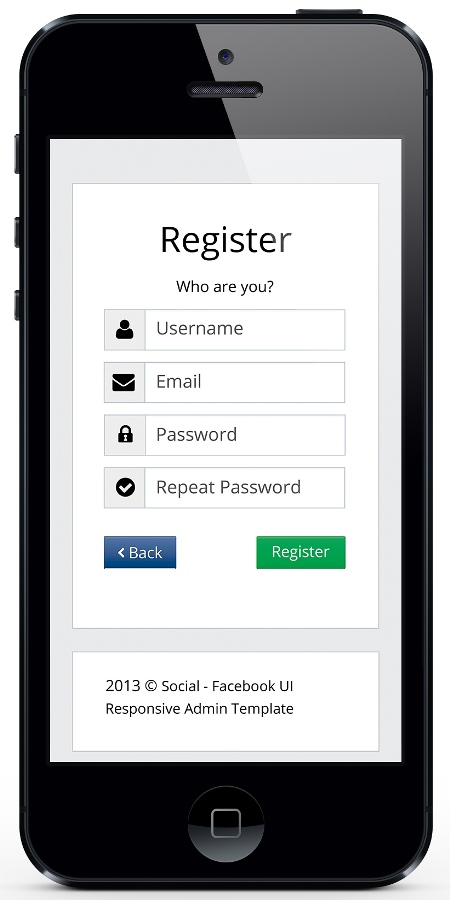 Register
Who are you?
Username
Email
Password
Repeat Password
Back
Register
2013 © Social - Facebook UI
Responsive Admin Template